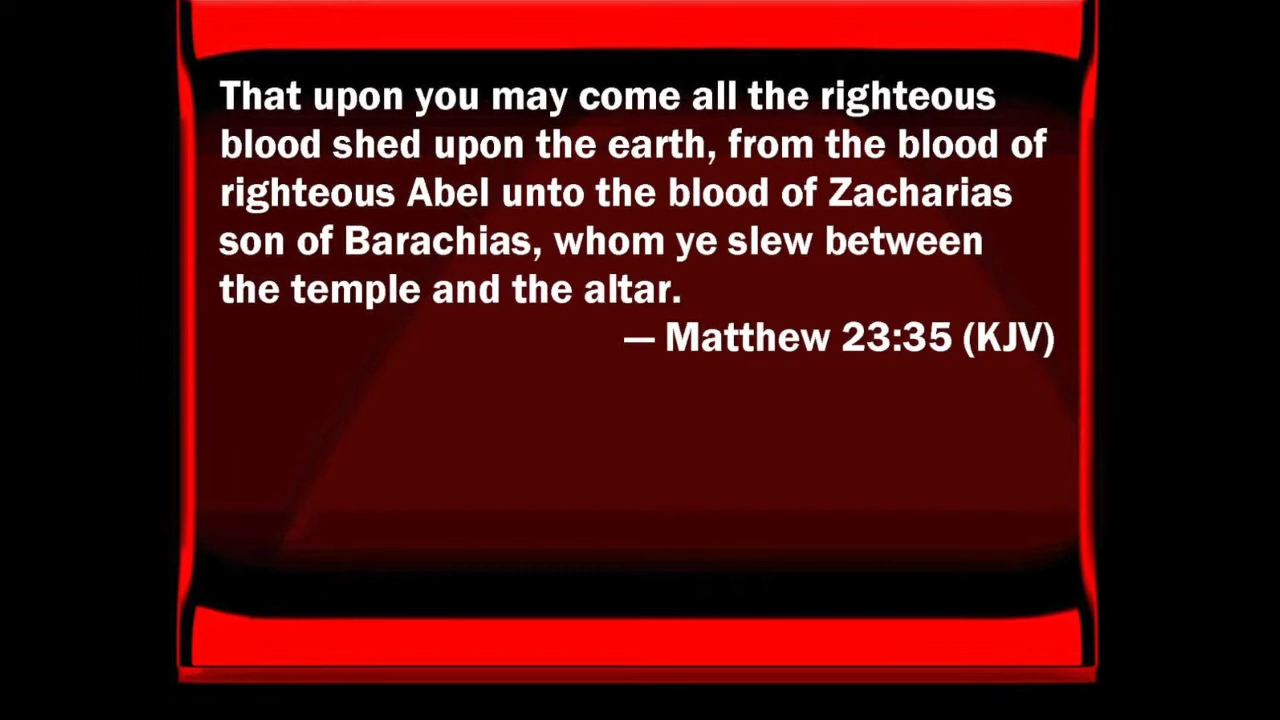 That upon you may come all the righteous
blood shed upon the earth, from the blood of
righteous Abel unto the blood of Zacharias
son of Barachias, whom ye slew between
the temple and the altar.
— Matthew 23:35 (KJV)